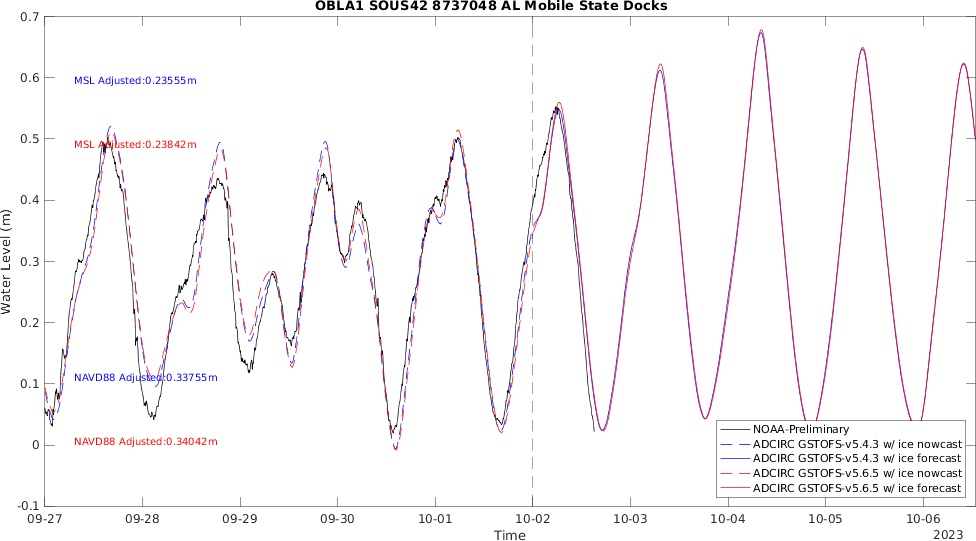 OBLA1 SOUS42 8737048 AL Mobile State Docks
0.7
0.6
0.5
0.4
0.3
0.2
0.1
0
-0.1
Water Level (m)
MSL Adjusted:0.23555m
MSL Adjusted:0.23842m
NAVD88 Adjusted:0.33755m
NAVD88 Adjusted:0.34042m
NOAA-Preliminary
ADCIRC GSTOFS-v5.4.3 w/ ice nowcast
ADCIRC GSTOFS-v5.4.3 w/ ice forecast
ADCIRC GSTOFS-v5.6.5 w/ ice nowcast
ADCIRC GSTOFS-v5.6.5 w/ ice forecast
09-27 09-28 09-29 09-30 10-01 10-02 10-03 10-04 10-05 10-06
Time
2023